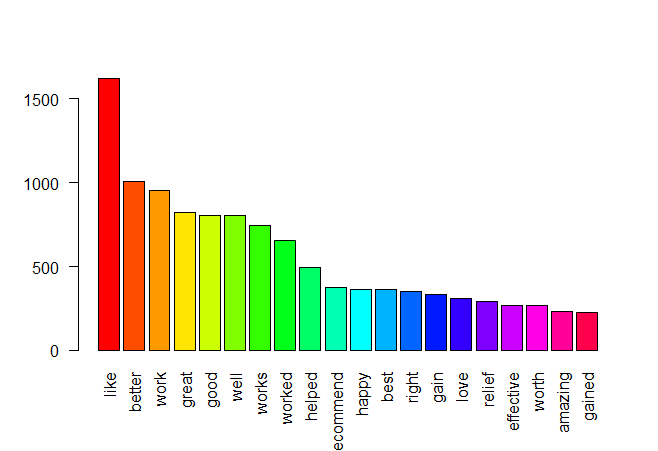 1500
1000
500
0
like
better
work
great
good
well
works
worked
helped
ecommend
happy
best
right
gain
love
relief
effective
worth
amazing
gained